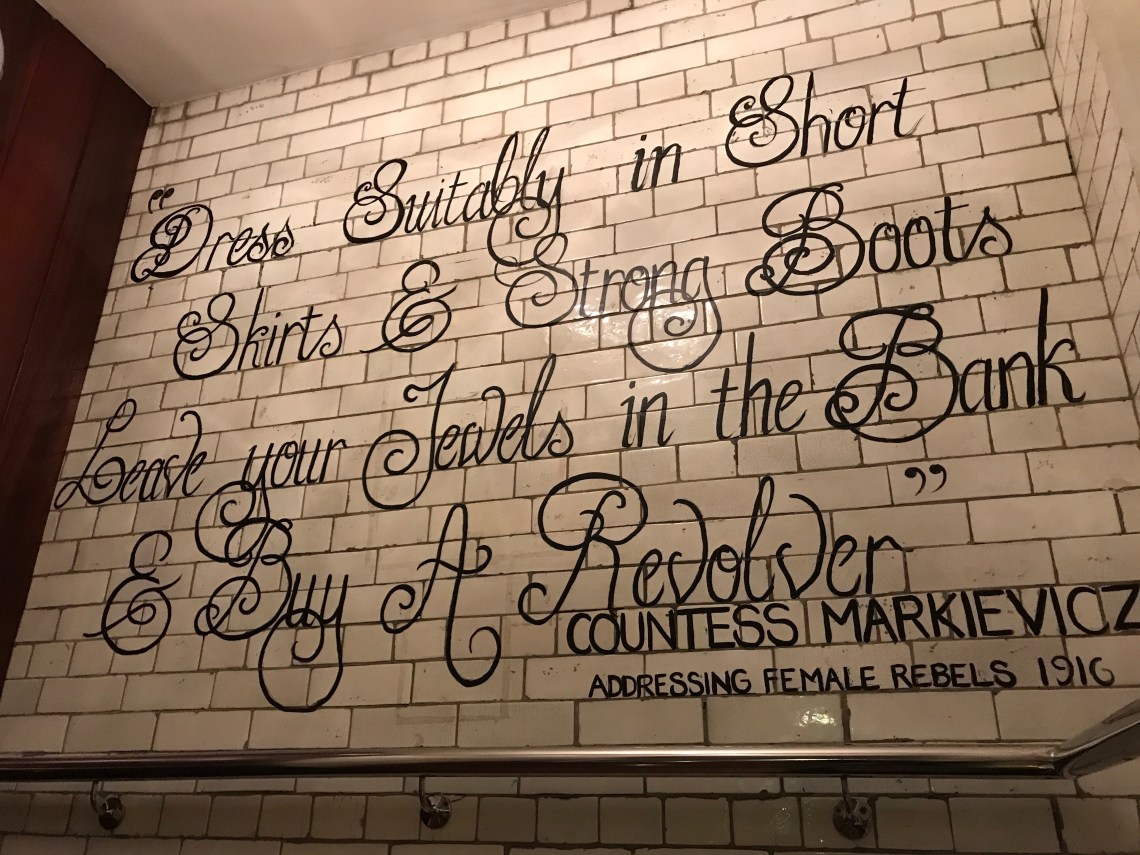 “Dress Suitably in Short
Skirts & Strong Boots
Leave your Jewels in the Bank
& Buy A Revolver”
COUNTESS MARKIEVICZ
ADDRESSING FEMALE REBELS 1916